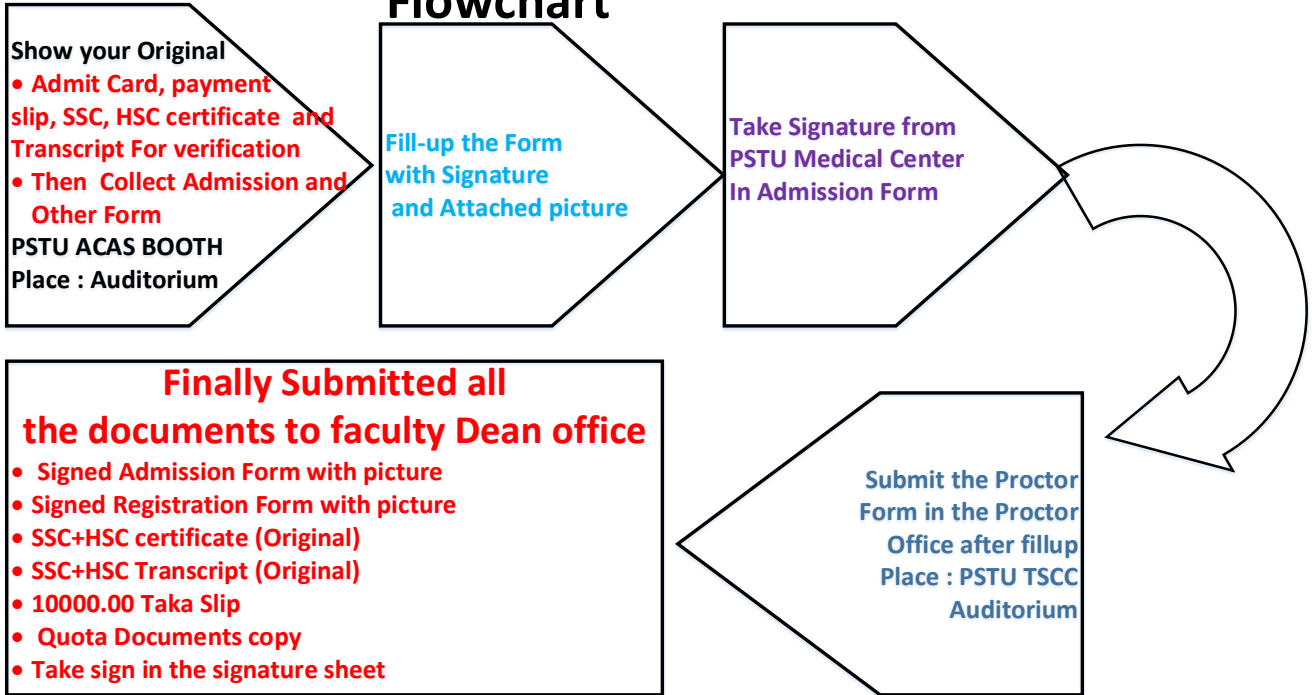 Flowchart
Show your Original
• Admit Card, payment
slip, SSC, HSC certificate and
Transcript For verification
• Then Collect Admission and
Other Form
PSTU ACAS BOOTH
Place : Auditorium
Fill-up the Form
with Signature
and Attached picture
Take Signature from
PSTU Medical Center
In Admission Form
Submit the Proctor
Form in the Proctor
Office after fillup
Place : PSTU TSCC
Auditorium
Finally Submitted all
the documents to faculty Dean office
• Signed Admission Form with picture
• Signed Registration Form with picture
• SSC+HSC certificate (Original)
• SSC+HSC Transcript (Original)
• 10000.00 Taka Slip
• Quota Documents copy
• Take sign in the signature sheet